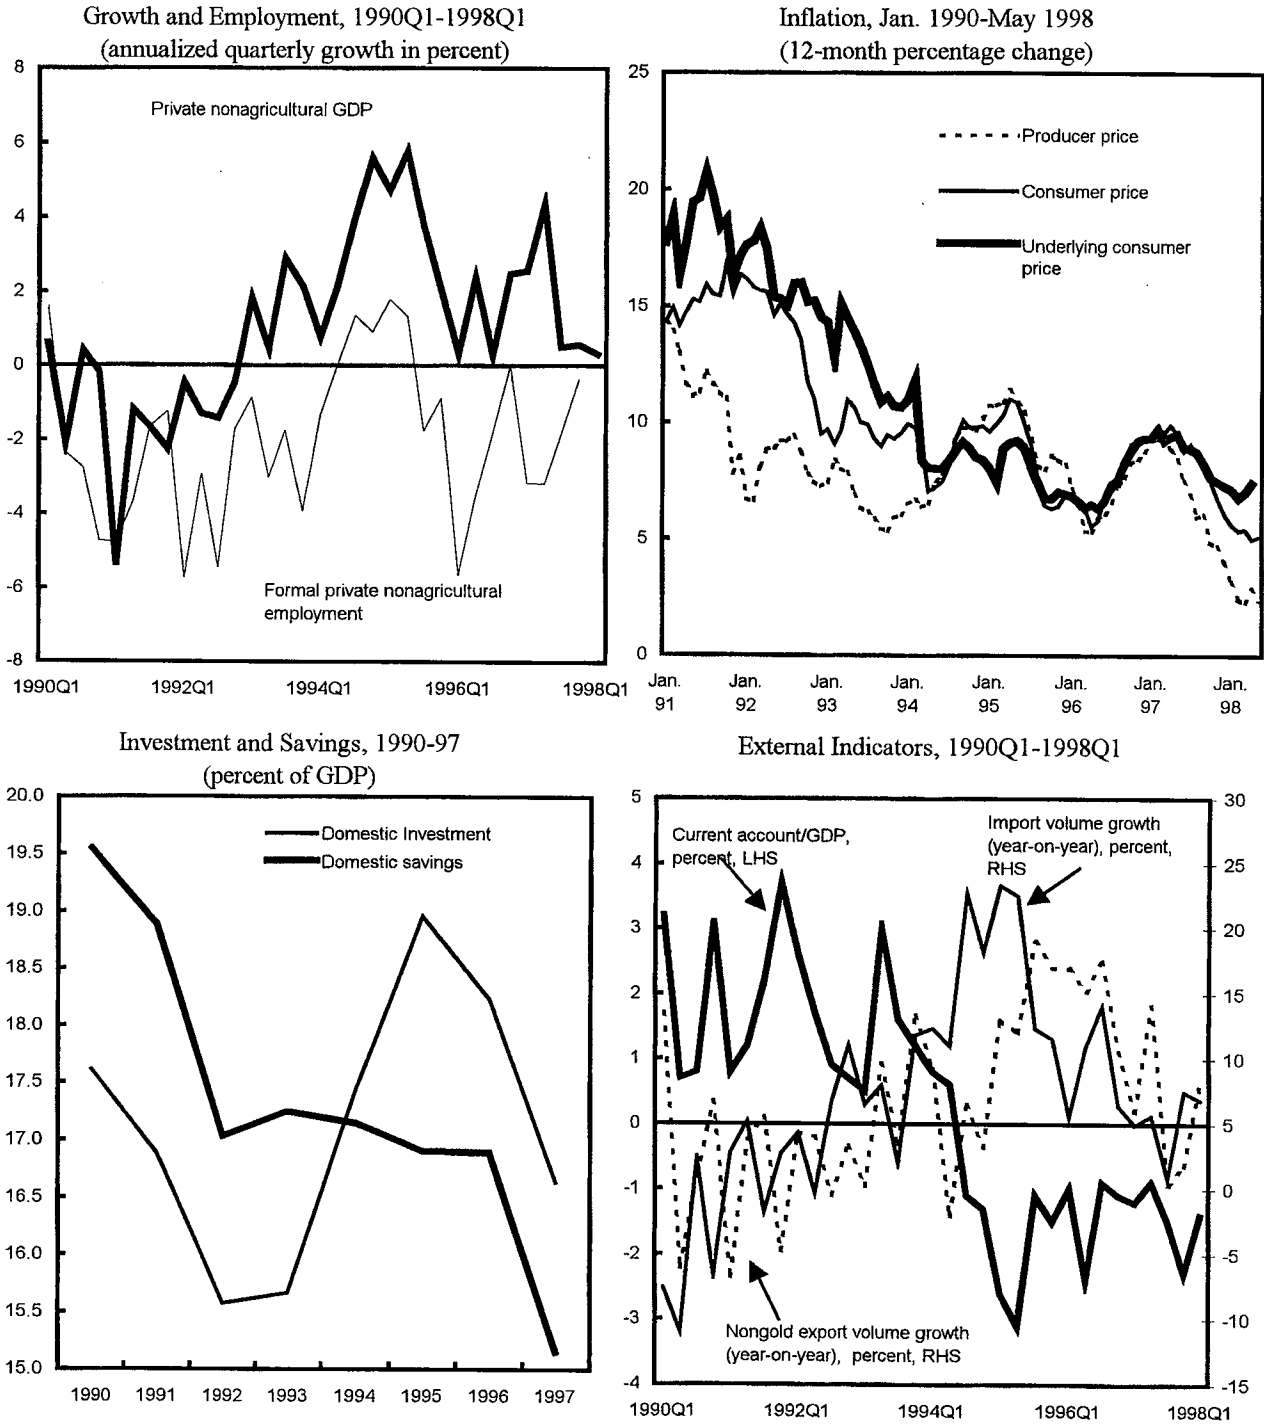 Growth and Employment, 1990Q1-1998Q1
(annualized quarterly growth in percent)
8
6
4
2
0
-2
-4
-6
-8
Private nonagricultural GDP
Formal private nonagricultural
employment
1990Q1 1992Q1 1994Q1 1996Q1 1998Q1
Inflation, Jan. 1990-May 1998
(12-month percentage change)
25
20
15
10
5
0
Producer price
Consumer price
Underlying consumer
price
Jan. Jan. Jan. Jan. Jan. Jan. Jan. Jan.
91 92 93 94 95 96 97 98
Investment and Savings, 1990-97
(percent of GDP)
20.0
19.5
19.0
18.5
18.0
17.5
17.0
16.5
16.0
15.5
15.0
Domestic Investment
Domestic savings
1990 1991 1992 1993 1994 1995 1996 1997
External Indicators, 1990Q1-1998Q1
5
4
3
2
1
0
-1
-2
-3
-4
Current account/GDP,
percent, LHS
Import volume growth
(year-on-year), percent,
RHS
Nongold export volume growth
(year-on-year), percent, RHS
30
25
20
15
10
5
0
-5
-10
-15
1990Q1 1992Q1 1994Q1 1996Q1 1998Q1